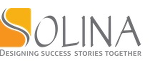 SOLINA
DESIGNING SUCCESS STORIES TOGETHER